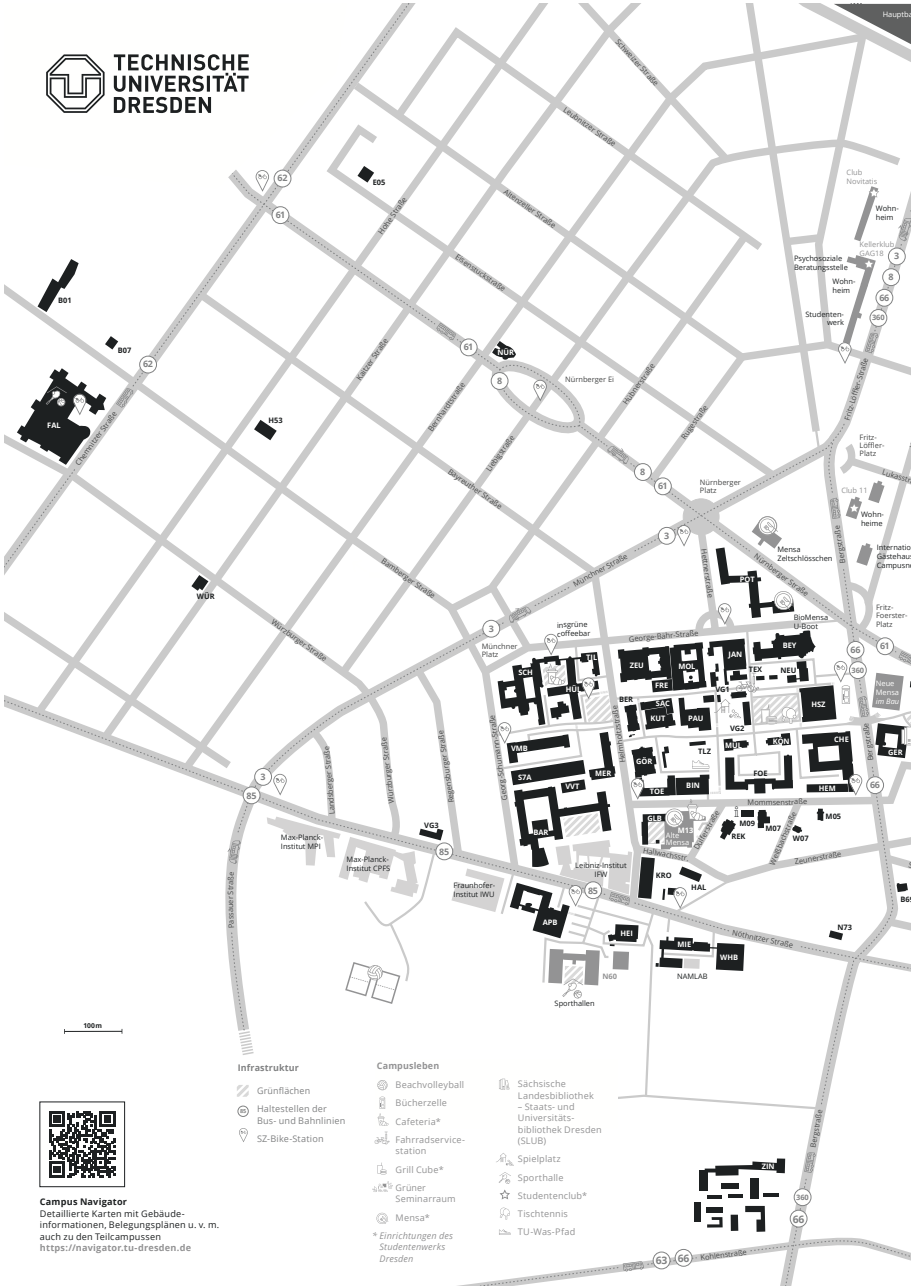 Hauptba
TECHNISCHE
UNIVERSITÄT
DRESDEN
Schweizer Straße
Leubnitzer Straße
62
E05
61
Hohe Straße
Altenzeller Straße
Club
Novitatis
Wohn-
heim
Kellerklub
GAG18
3
Psychosoziale
Beratungsstelle
8
Wohn-
heim
66
Studenten-
werk
360
Eisenstuckstraße
B01
B07
62
61
NÜR
8
Nürnberger Ei
Kaitzer Straße
Bernhardstraße
Hübnerstraße
Fritz-Löffler-Straße
FAL
Chemnitzer Straße
H53
Liebigstraße
Rugestraße
Fritz-
Löffler-
Platz
Lukasstr
Bayreuther Straße
8
61
Nürnberger
Platz
Club 11
Wohn-
heime
3
Mensa
Zeltschlösschen
Bergstraße
Internatio
Gästehau
Campusn
Münchner Straße
Hettnerstraße
Nürnberger Straße
Bamberger Straße
WÜR
POT
BioMensa
U-Boot
Fritz-
Foerster-
Platz
Würzburger Straße
3
insgrüne
coffeebar
George-Bähr-Straße
Münchner
Platz
61
66
360
SCH
TIL
HÜL
ZEU
MOL
JAN
BEY
FRE
TEX
NEU
VG1
BER
SAC
KUT
PAU
VG2
HSZ
Neue
Mensa
im Bau
Georg-Schumann-Straße
Helmholtzstraße
VMB
TLZ
MÜL
KÖN
CHE
GER
Bergstraße
S7A
MER
GÖR
VVT
FOE
TOE
BIN
HEM
66
Landsberger Straße
Würzburger Straße
Regensburger Straße
3
85
Mommsenstraße
GLB
M13
Alte
Mensa
Dülferstraße
M09
REK
M07
W07
M05
Weißbachstraße
Zeunerstraße
Hallwachsstr.
VG3
BAR
Max-Planck-
Institut MPI
Max-Planck-
Institut CPFS
85
Leibniz-Institut
IFW
KRO
HAL
Fraunhofer-
Institut IWU
85
Passauer Straße
APB
HEI
B69
N73
Nöthnitzer Straße
MIE
WHB
NAMLAB
N60
Sporthallen
100m
Infrastruktur
Grünflächen
85
Haltestellen der
Bus- und Bahnlinien
SZ-Bike-Station
Campusleben
Beachvolleyball
Bücherzelle
Cafeteria*
Fahrradservice-
station
Grill Cube*
Grüner
Seminarraum
Mensa*
* Einrichtungen des
Studentenwerks
Dresden
Sächsische
Landesbibliothek
– Staats- und
Universitäts-
bibliothek Dresden
(SLUB)
Spielplatz
Sporthalle
Studentenclub*
Tischtennis
TU-Was-Pfad
Bergstraße
ZIN
360
66
63
66
Kohlenstraße
Campus Navigator
Detaillierte Karten mit Gebäude-
informationen, Belegungsplänen u. v. m.
auch zu den Teilcampussen
https://navigator.tu-dresden.de